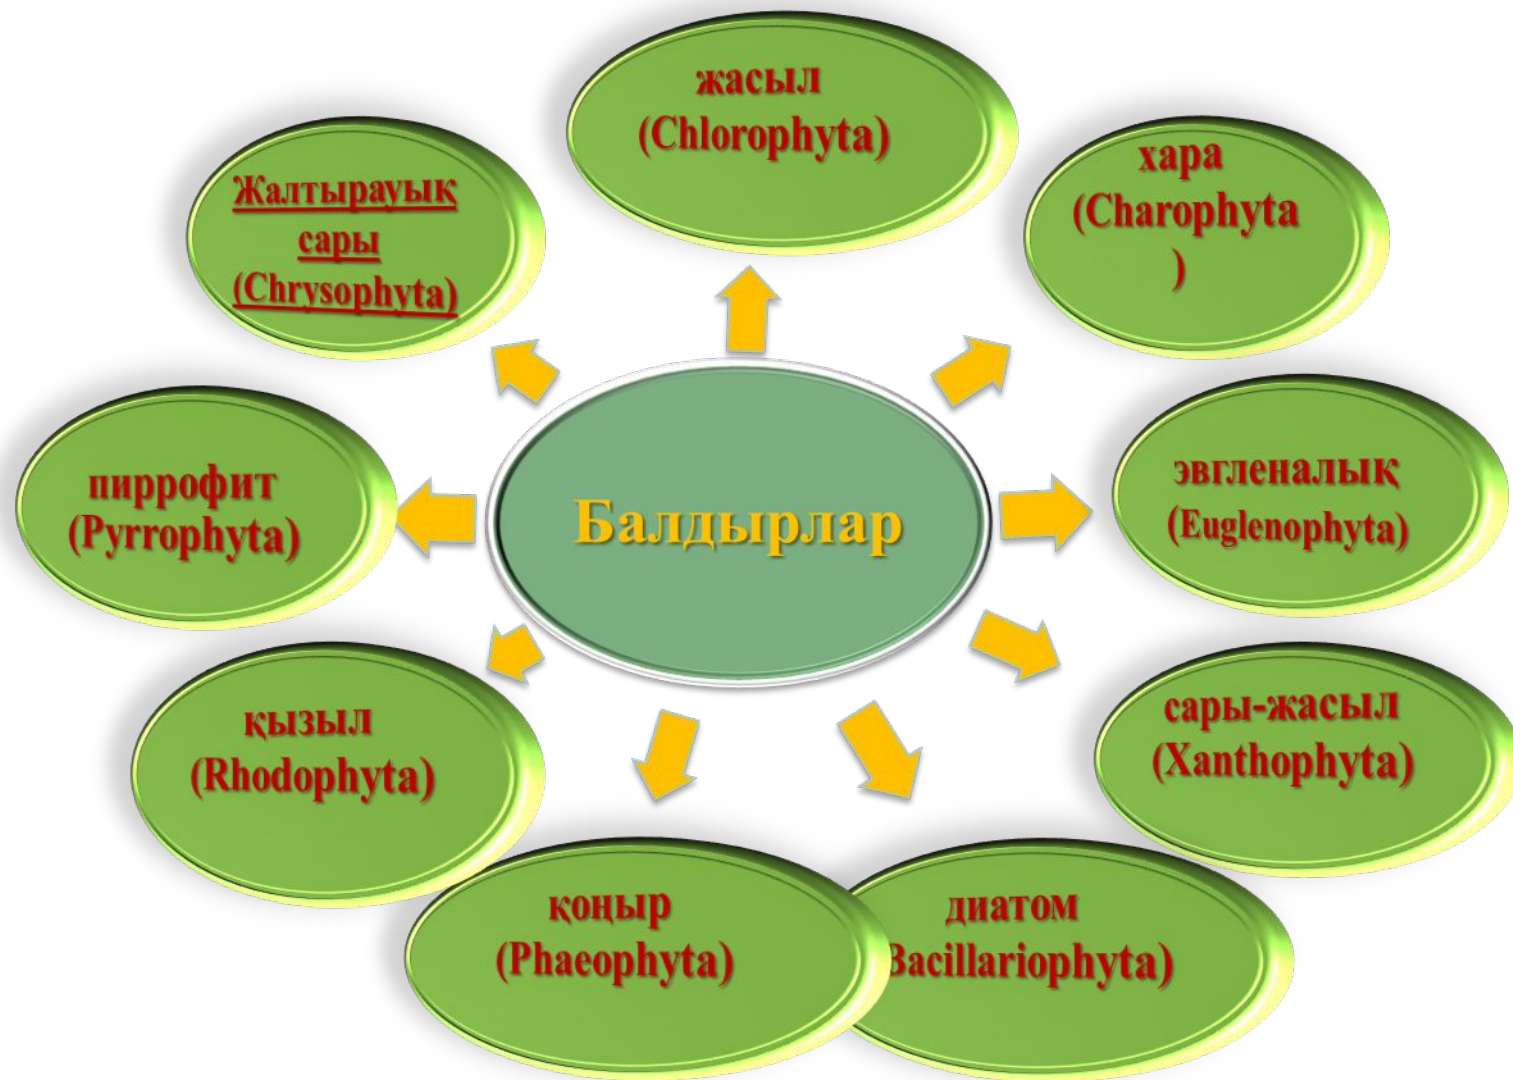 жасыл
(Chlorophyta)
Жалтырауық
сары
(Chrysophyta)
хара
(Charophyta
)
пиррофит
(Pyrrophyta)
Балдырлар
эвгленалық
(Euglenophyta)
қызыл
(Rhodophyta)
сары-жасыл
(Xanthophyta)
қоңыр
(Phaeophyta)
диатом
Bacillariophyta)